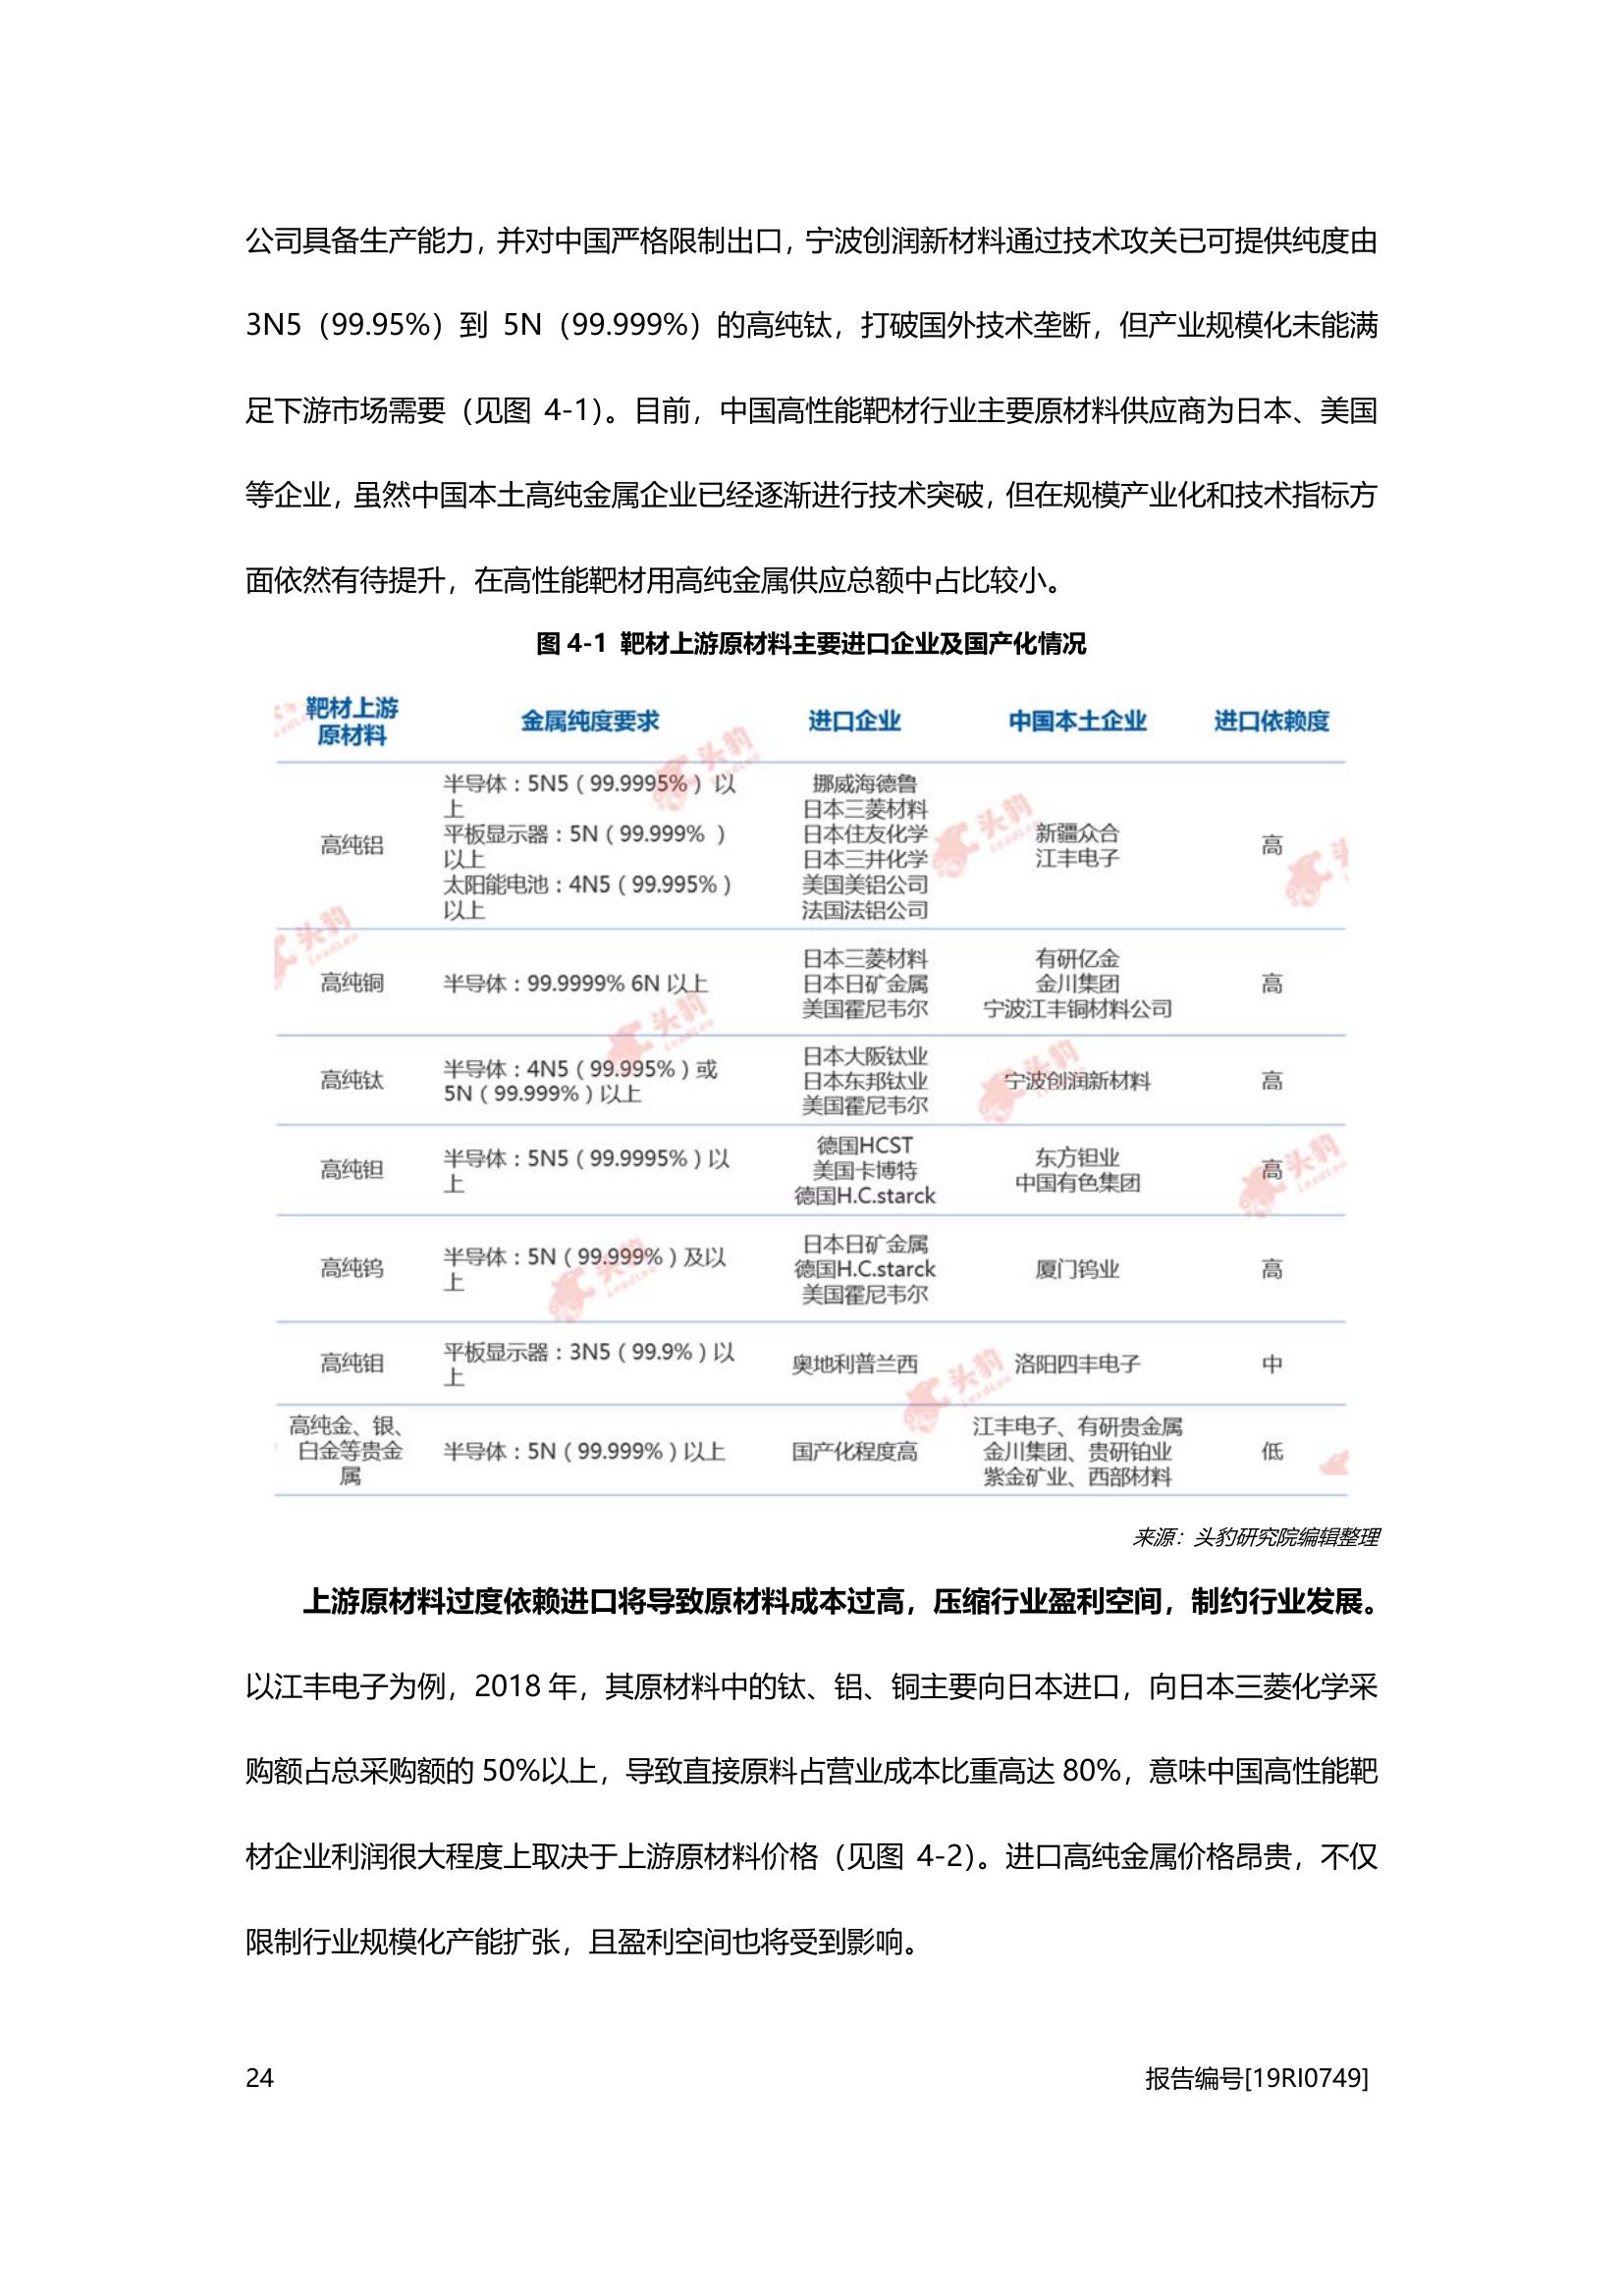 公司具备生产能力，并对中国严格限制出口，宁波创润新材料通过技术攻关已可提供纯度由
3N5（99.95%）到 5N（99.999%）的高纯钛，打破国外技术垄断，但产业规模化未能满
足下游市场需要（见图 4-1）。目前，中国高性能靶材行业主要原材料供应商为日本、美国
等企业，虽然中国本土高纯金属企业已经逐渐进行技术突破，但在规模产业化和技术指标方
面依然有待提升，在高性能靶材用高纯金属供应总额中占比较小。
图 4-1 靶材上游原材料主要进口企业及国产化情况
靶材上游
原材料
金属纯度要求
进口企业
中国本土企业
进口依赖度
高纯铝
半导体：5N5（99.9995%）以
上
平板显示器：5N（99.999% ）
以上
太阳能电池：4N5（99.995%）
以上
挪威海德鲁
日本三菱材料
日本住友化学
日本三井化学
美国美铝公司
法国法铝公司
新疆众合
江丰电子
高
高纯铜
半导体：99.9999% 6N 以上
日本三菱材料
日本日矿金属
美国霍尼韦尔
有研亿金
金川集团
宁波江丰铜材料公司
高
高纯钛
半导体：4N5（99.995%）或
5N（99.999%）以上
日本大阪钛业
日本东邦钛业
美国霍尼韦尔
宁波创润新材料
高
高纯钽
半导体：5N5（99.9995%）以
上
德国HCST
美国卡博特
德国H.C.starck
东方钽业
中国有色集团
高
高纯钨
半导体：5N（99.999%）及以
上
日本日矿金属
德国H.C.starck
美国霍尼韦尔
厦门钨业
高
高纯钼
平板显示器：3N5（99.9%）以
上
奥地利普兰西
洛阳四丰电子
中
高纯金、银、
白金等贵金
属
半导体：5N（99.999%）以上
国产化程度高
江丰电子、有研贵金属
金川集团、贵研铂业
紫金矿业、西部材料
低
来源：头豹研究院编辑整理
上游原材料过度依赖进口将导致原材料成本过高，压缩行业盈利空间，制约行业发展。
以江丰电子为例，2018 年，其原材料中的钛、铝、铜主要向日本进口，向日本三菱化学采
购额占总采购额的 50%以上，导致直接原料占营业成本比重高达 80%，意味中国高性能靶
材企业利润很大程度上取决于上游原材料价格（见图 4-2）。进口高纯金属价格昂贵，不仅
限制行业规模化产能扩张，且盈利空间也将受到影响。
24
报告编号[19RI0749]